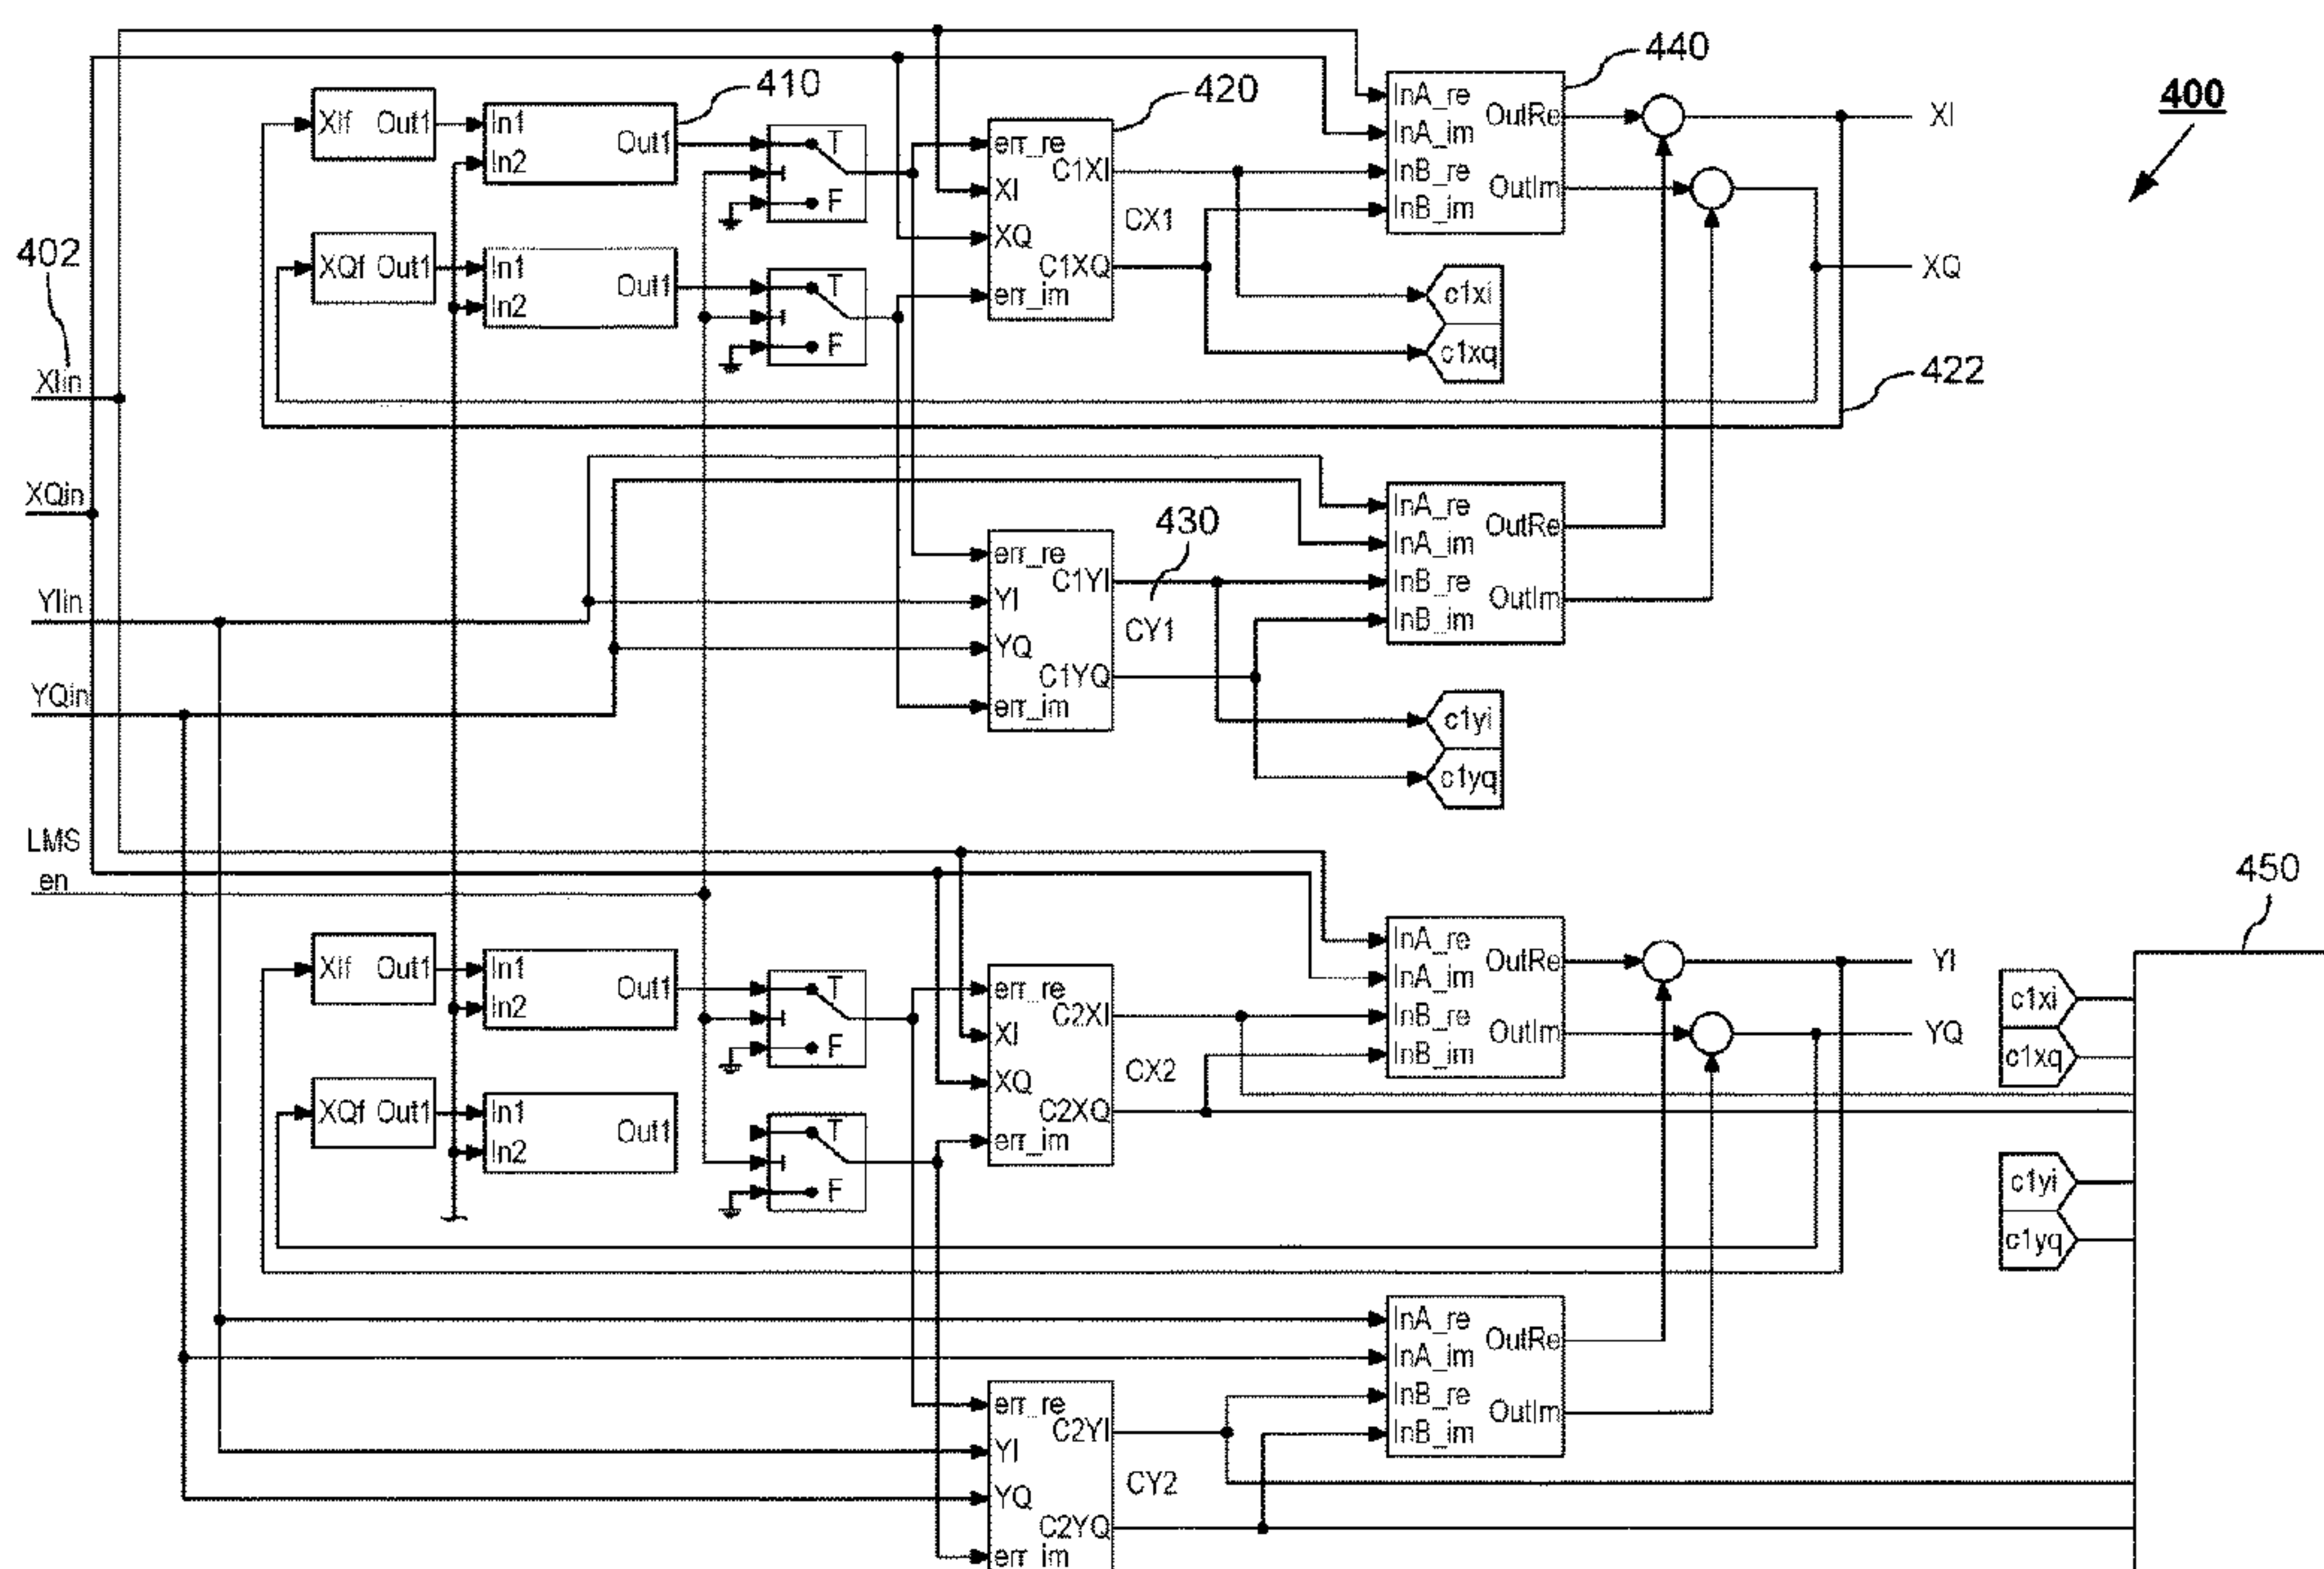 400
402
XIin
XQin
YIin
YQin
LMS
en
XIf Out1
In1
In2
Out1
410
T
F
XQf Out1
In1
In2
Out1
T
F
420
err_re
XI
XQ
err_im
C1XI
C1XQ
CX1
c1xi
c1xq
440
InA_re
InA_im
InB_re
InB_im
OutRe
OutIm
XI
XQ
422
430
err_re
YI
YQ
err_im
C1YI
C1YQ
CY1
c1yi
c1yq
InA_re
InA_im
InB_re
InB_im
OutRe
OutIm
XIf Out1
In1
In2
Out1
T
F
XQf Out1
In1
In2
Out1
T
F
err_re
XI
XQ
err_im
C2XI
C2XQ
CX2
InA_re
InA_im
InB_re
InB_im
OutRe
OutIm
YI
YQ
450
c1xi
c1xq
c1yi
c1yq
err_re
YI
YQ
err_im
C2YI
C2YQ
CY2
InA_re
InA_im
InB_re
InB_im
OutRe
OutIm